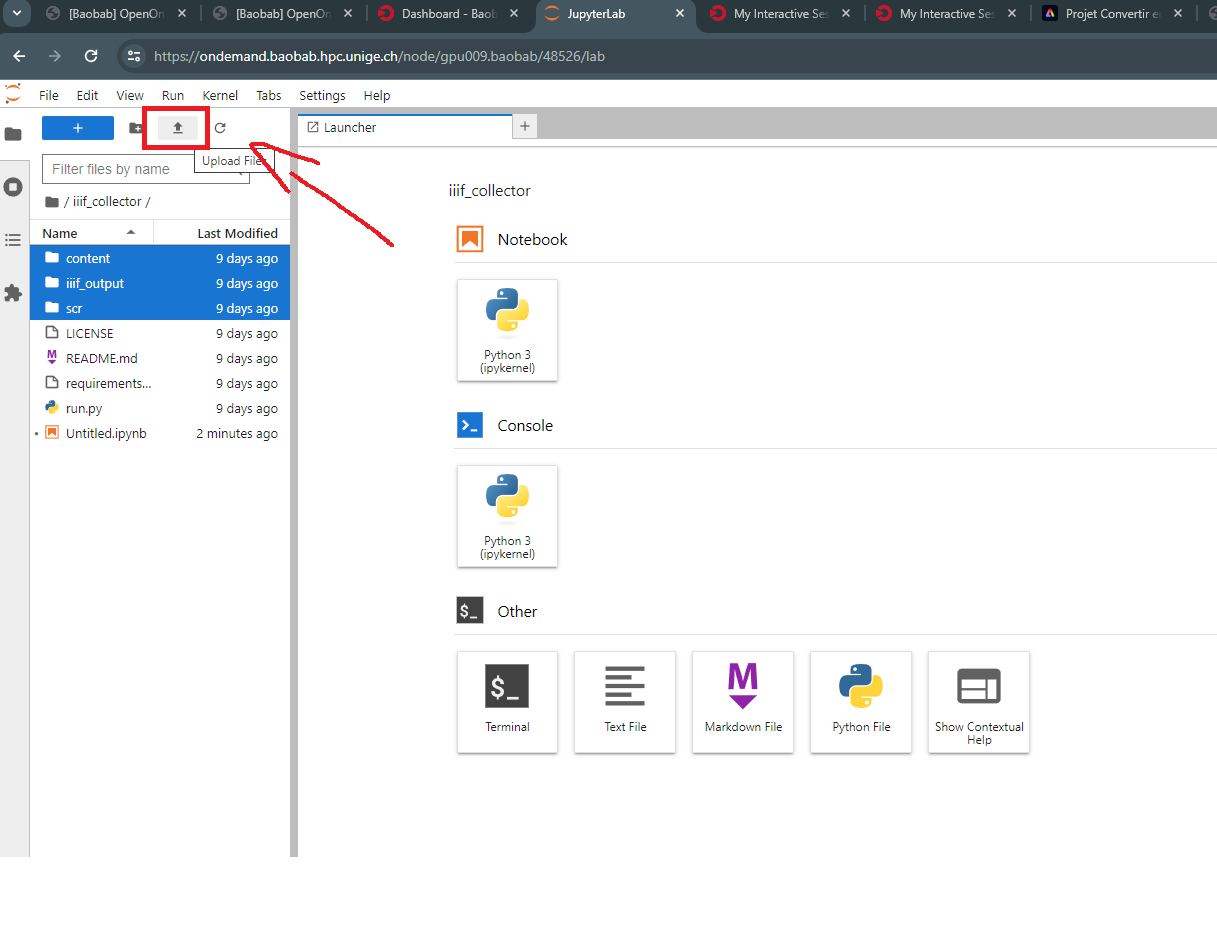 [Baobab] OpenOn
[Baobab] OpenOn
Dashboard - Baob
JupyterLab
My Interactive Ses
My Interactive Ses
Projet Convertir e
https://ondemand.baobab.hpc.unige.ch/node/gpu009.baobab/48526/lab
File Edit View Run Kernel Tabs Settings Help
Launcher
Upload Files
Filter files by name
/ iiif_collector /
Name Last Modified
content 9 days ago
iiif_output 9 days ago
scr 9 days ago
LICENSE 9 days ago
README.md 9 days ago
requirements... 9 days ago
run.py 9 days ago
Untitled.ipynb 2 minutes ago
iiif_collector
Notebook
Python 3
(ipykernel)
Console
Python 3
(ipykernel)
$_ Other
$_
Terminal
Text File
M
Markdown File
Python File
Show Contextual
Help